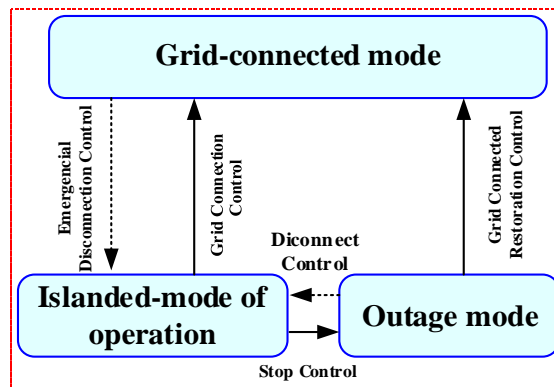 Grid-connected mode
Emergencial
Disconnection Control
Grid Connection
Control
Grid Connected
Restoration Control
Diconnect
Control
Islanded-mode of
operation
Outage mode
Stop Control